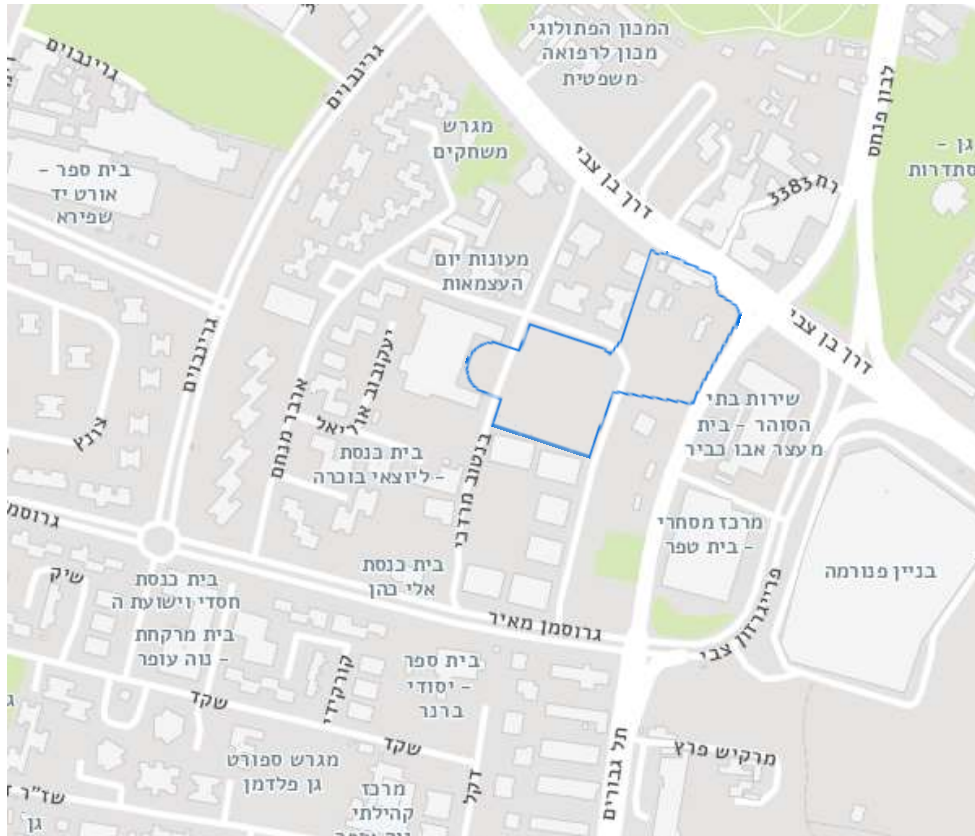 המכון הפתולוגי
מכון לרפואה
משפטית
גרינבוים
גרינבוים
לבון פנחס
גן -
סתדרות
מגרש
משחקים
דרך בן צבי
רח 3383
בית ספר -
אורט יד
שפירא
מעונות יום
העצמאות
גרינבוים
יעקובוב אוריאל
ארבר מנחם
דרך בן צבי
צונץ
שירות בתי
הסוהר - בית
מעצר אבו כביר
בנטוב מרדכי
בית כנסת
ליוצאי בוכרה -
מרכז מסחרי
בית טפר -
גרוסמן
בניין פנורמה
בית כנסת
אלי כהן
שיק
בית כנסת
חסדי וישועת ה
גרוסמן מאיר
פרייגרזון צבי
בית מרקחת
נוה עופר -
קורקידי
בית ספר
יסודי -
ברנר
שקד
שקד
תל גבורים
מרקיש פרץ
מגרש ספורט
גן פלדמן
דקל
מרכז
קהילתי
שז"ר ז
גן